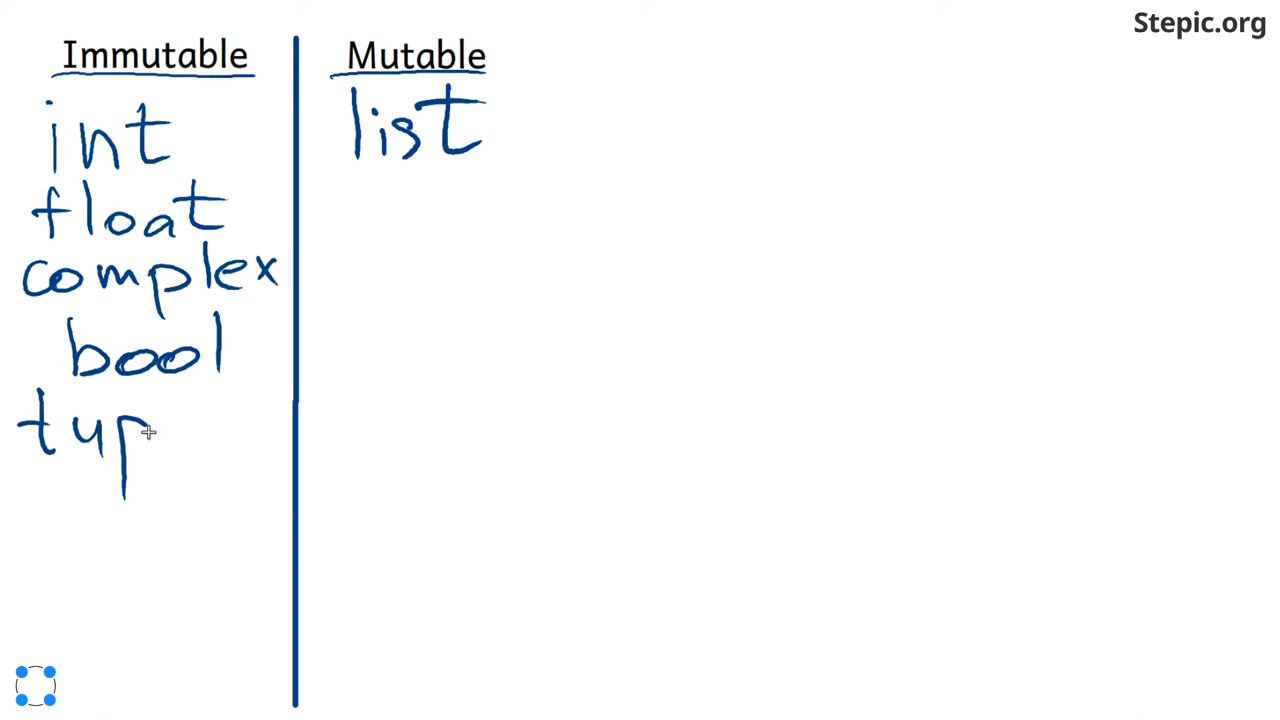 Stepic.org
Immutable
Mutable
int
list
float
complex
bool
tup